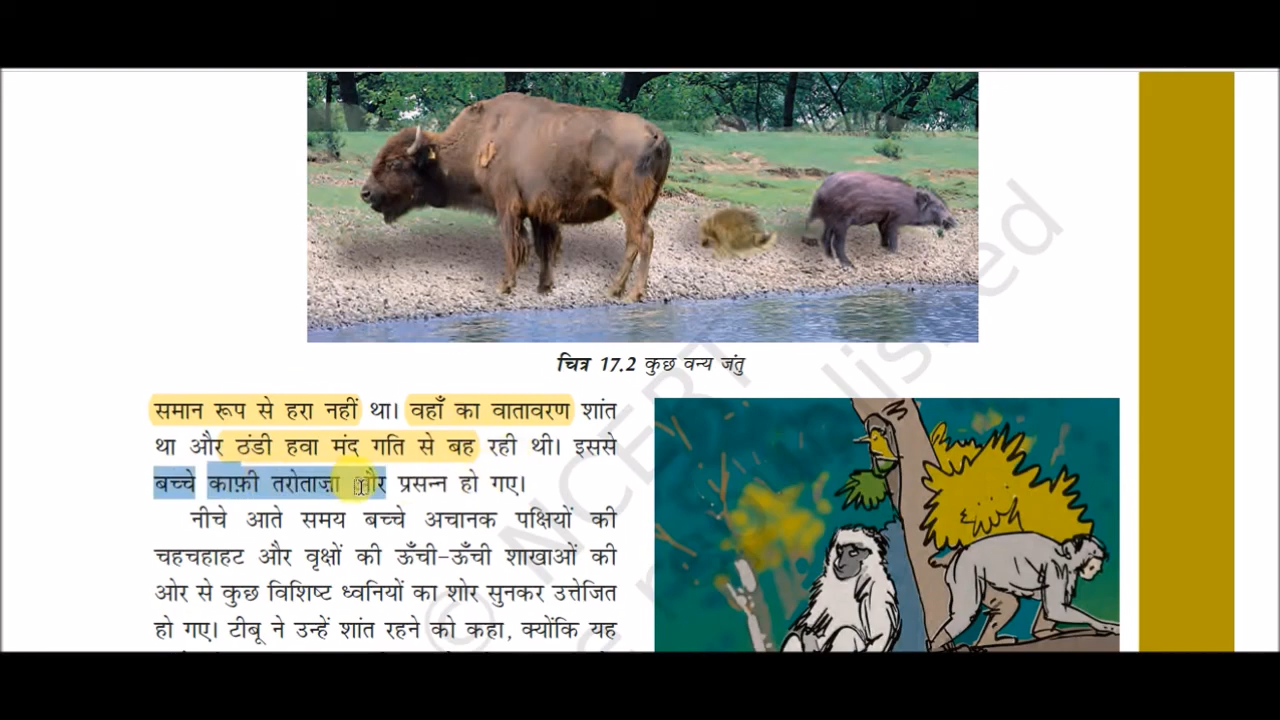 चित्र 17.2 कुछ वन्य जंतु
समान रूप से हरा नहीं था। वहाँ का वातावरण शांत
था और ठंडी हवा मंद गति से बह रही थी। इससे
बच्चे काफ़ी तरोताज़ा और प्रसन्न हो गए।
नीचे आते समय बच्चे अचानक पक्षियों की
चहचहाहट और वृक्षों की ऊँची-ऊँची शाखाओं की
ओर से कुछ विशिष्ट ध्वनियों का शोर सुनकर उत्तेजित
हो गए। टीबू ने उन्हें शांत रहने को कहा, क्योंकि यह
© NCERT